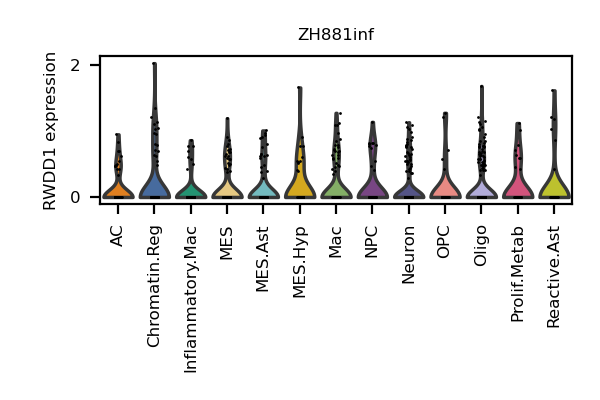 ZH881inf
RWDD1 expression
2
0
AC
Chromatin.Reg
Inflammatory.Mac
MES
MES.Ast
MES.Hyp
Mac
NPC
Neuron
OPC
Oligo
Prolif.Metab
Reactive.Ast